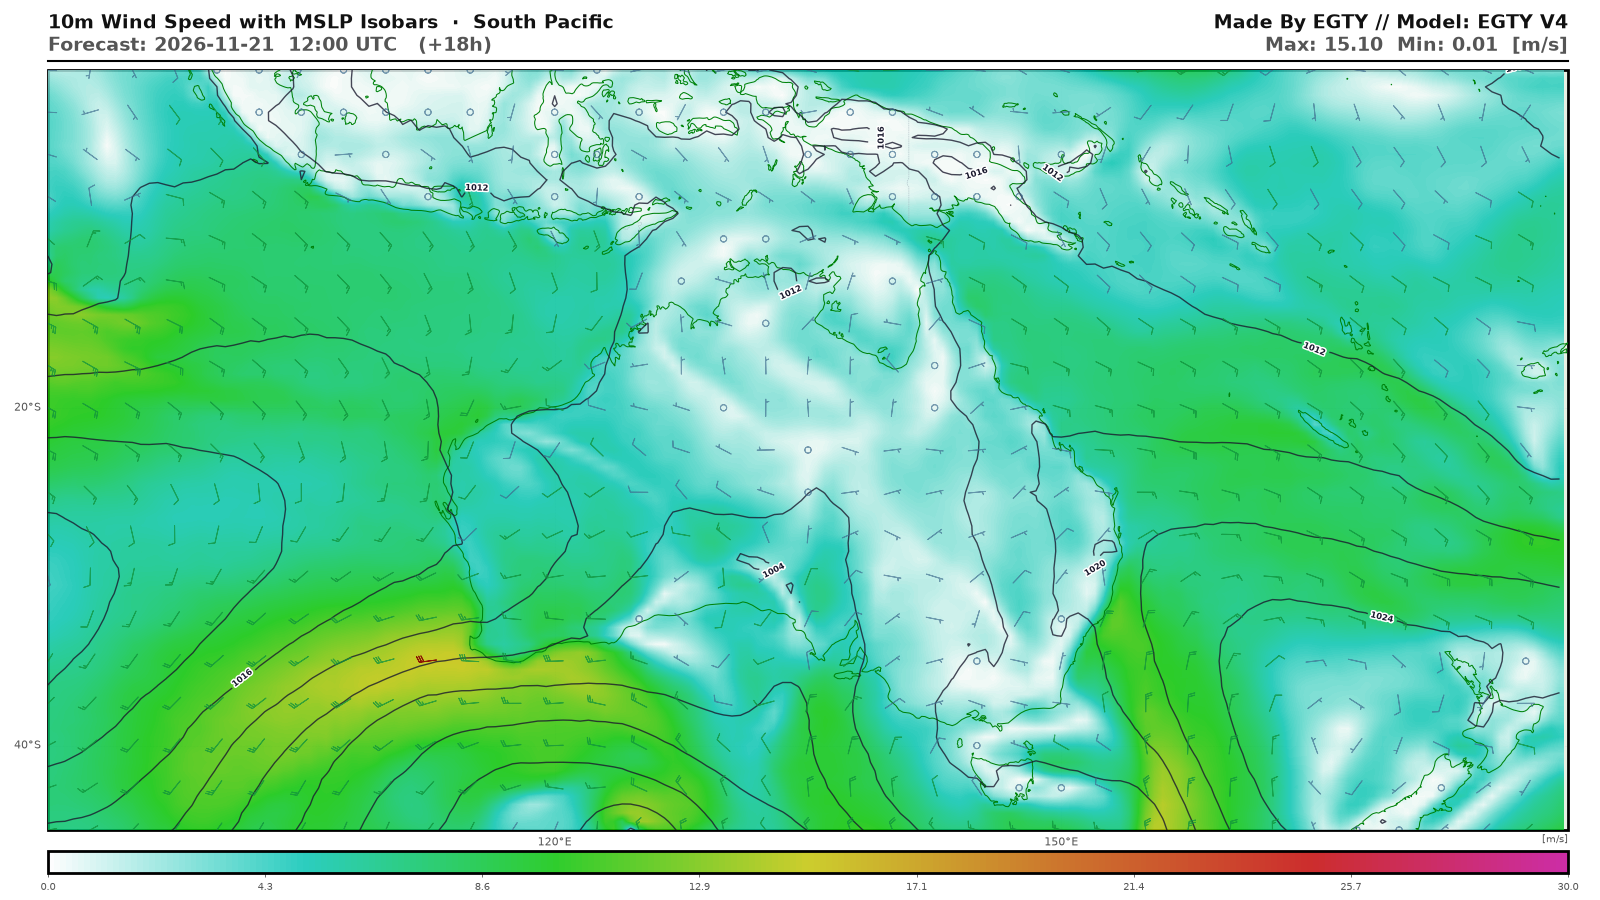 10m Wind Speed with MSLP Isobars · South Pacific
Made By EGTY // Model: EGTY V4
Forecast: 2026-11-21 12:00 UTC (+18h)
Max: 15.10 Min: 0.01 [m/s]
1016
1016
1012
1012
1012
1012
20°S
1004
1020
1024
1016
40°S
120°E
150°E
[m/s]
0.0
4.3
8.6
12.9
17.1
21.4
25.7
30.0